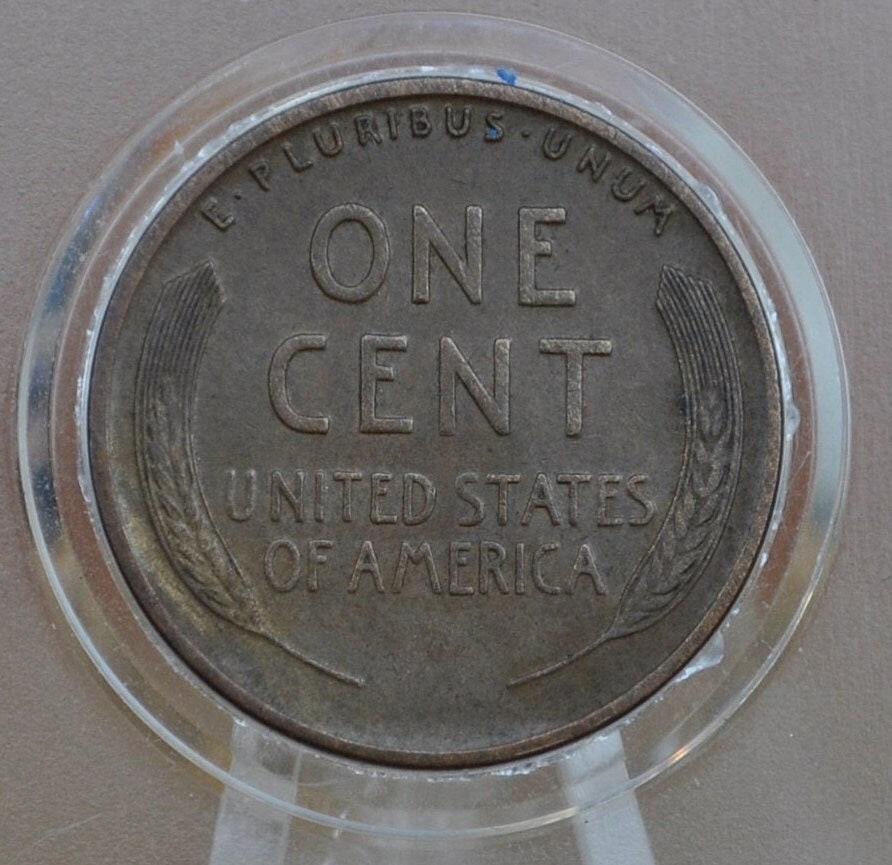 E·PLURIBUS·UNUM
ONE
CENT
UNITED STATES
OF AMERICA